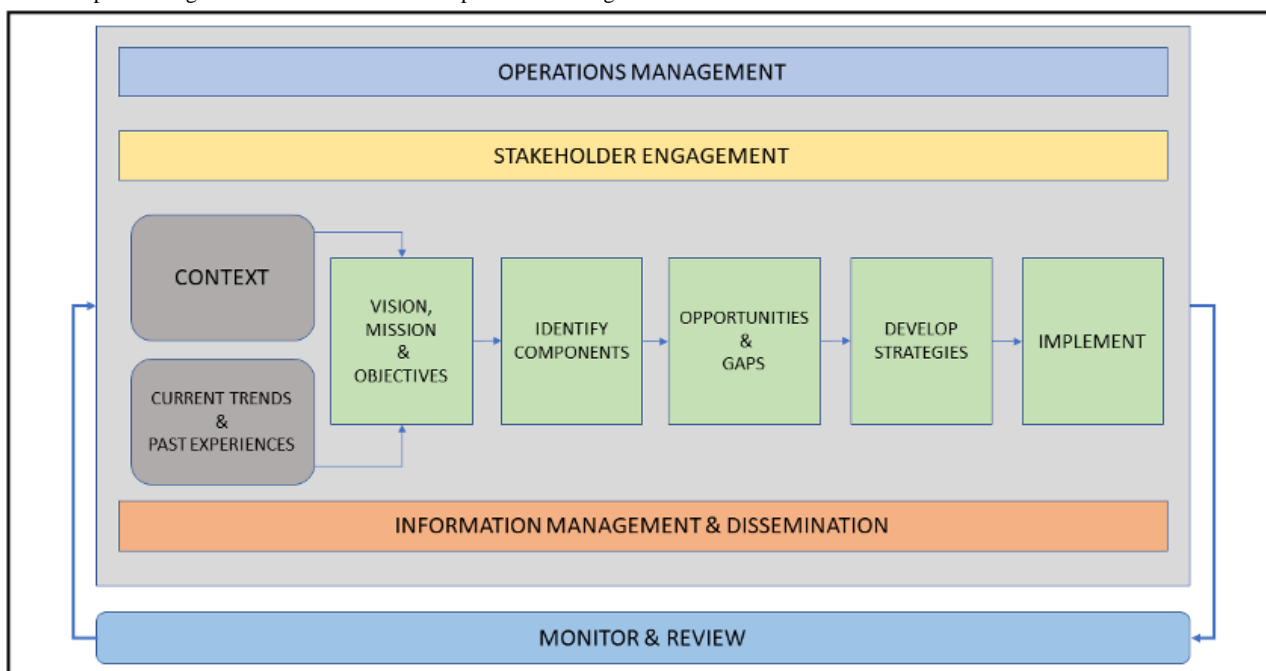 OPERATIONS MANAGEMENT
STAKEHOLDER ENGAGEMENT
CONTEXT
CURRENT TRENDS
&
PAST EXPERIENCES
VISION,
MISSION
&
OBJECTIVES
IDENTIFY
COMPONENTS
OPPORTUNITIES
&
GAPS
DEVELOP
STRATEGIES
IMPLEMENT
INFORMATION MANAGEMENT & DISSEMINATION
MONITOR & REVIEW